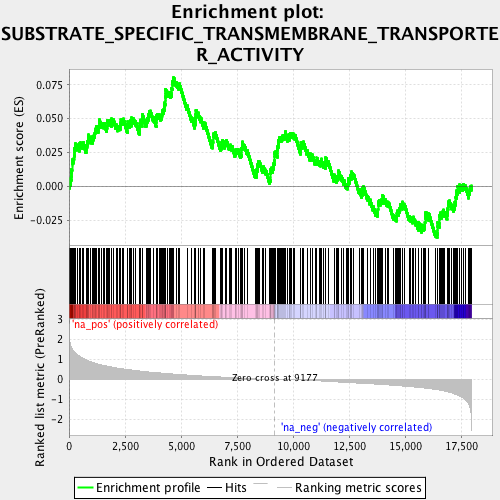 Enrichment plot:
SUBSTRATE_SPECIFIC_TRANSMEMBRANE_TRANSPORTE
R_ACTIVITY
Enrichment score (ES)
0.075
0.050
0.025
0.000
-0.025
Ranked list metric (PreRanked)
'na_pos' (positively correlated)
3
2
1
0
-1
-2
Zero cross at 9177
'na_neg' (negatively correlated)
0
2,500
5,000
7,500
10,000
12,500
15,000
17,500
Rank in Ordered Dataset
Enrichment profile
Hits
Ranking metric scores